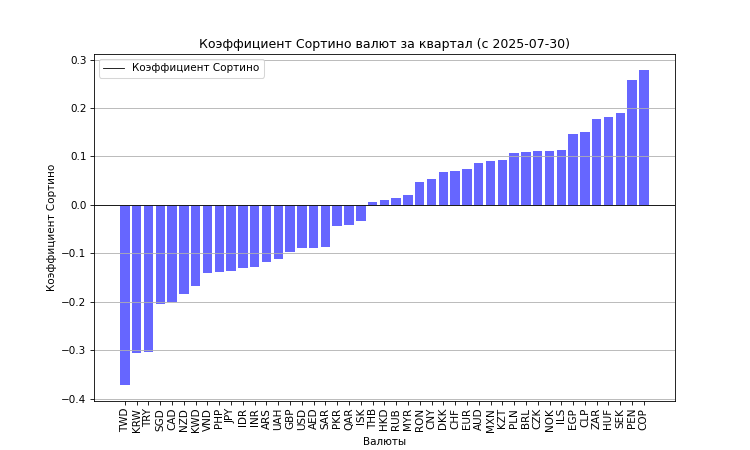 Коэффициент Сортино валют за квартал (с 2025-07-30)
Коэффициент Сортино
0.3
0.2
0.1
0.0
−0.1
−0.2
−0.3
−0.4
Коэффициент Сортино
TWD KRW TRY SGD CAD NZD KWD VND PHP JPY IDR INR ARS UAH GBP USD AED SAR PKR QAR ISK THB HKD RUB MYR RON CNY DKK CHF EUR AUD MXN KZT PLN BRL CZK NOK ILS EGP CLP ZAR HUF SEK PEN COP
Валюты